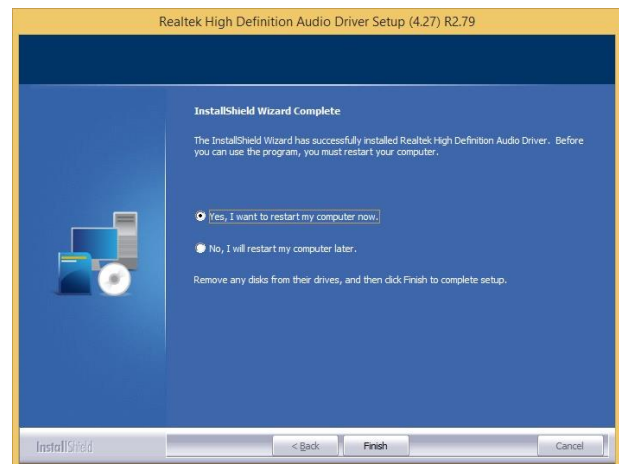 Realtek High Definition Audio Driver Setup (4.27) R2.79
InstallShield Wizard Complete
The InstallShield Wizard has successfully installed Realtek High Definition Audio Driver. Before
you can use the program, you must restart your computer.
Yes, I want to restart my computer now.
No, I will restart my computer later.
Remove any disks from their drives, and then click Finish to complete setup.
InstallShield
< Back
Finish
Cancel